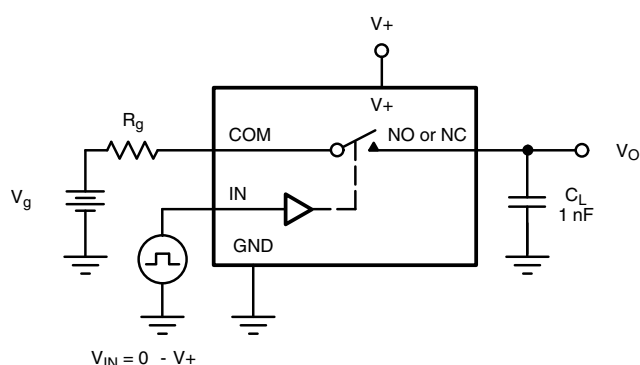 V+
V+
Rg
COM
NO or NC
VO
Vg
IN
CL
1 nF
GND
VIN = 0 - V+